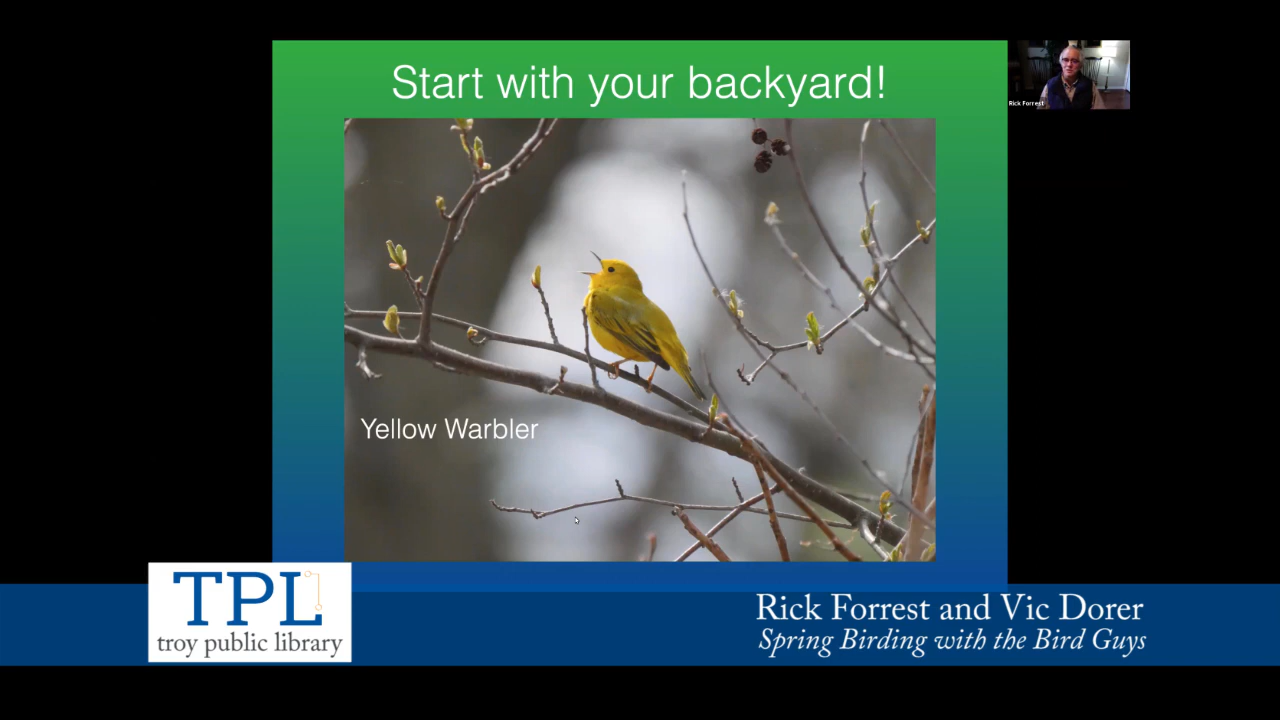 Start with your backyard!
Rick Forrest
Yellow Warbler
TPL
troy public library
Rick Forrest and Vic Dorer
Spring Birding with the Bird Guys